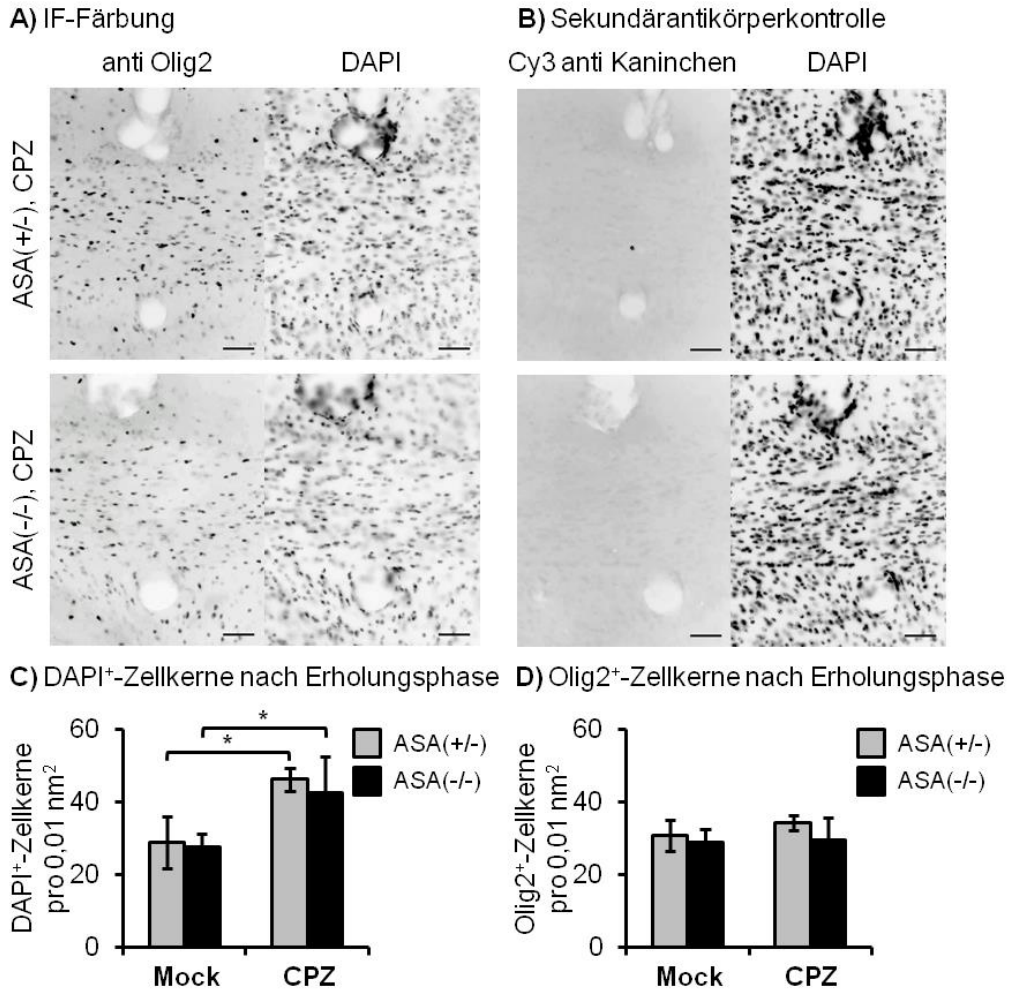 A) IF-Färbung
anti Olig2 DAPI
B) Sekundärantikörperkontrolle
Cy3 anti Kaninchen DAPI
ASA(+/-), CPZ
ASA(-/-), CPZ
C) DAPI⁺-Zellkerne nach Erholungsphase
DAPI⁺-Zellkerne
pro 0,01 nm²
60
40
20
0
*
*
Mock CPZ
ASA(+/-)
ASA(-/-)
D) Olig2⁺-Zellkerne nach Erholungsphase
Olig2⁺-Zellkerne
pro 0,01 nm²
60
40
20
0
Mock CPZ
ASA(+/-)
ASA(-/-)